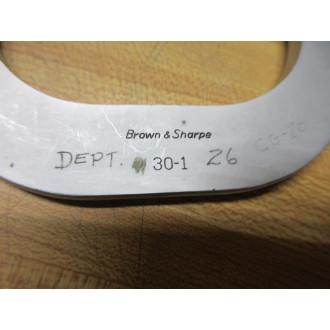 Brown & Sharpe
DEPT. 30-1 26